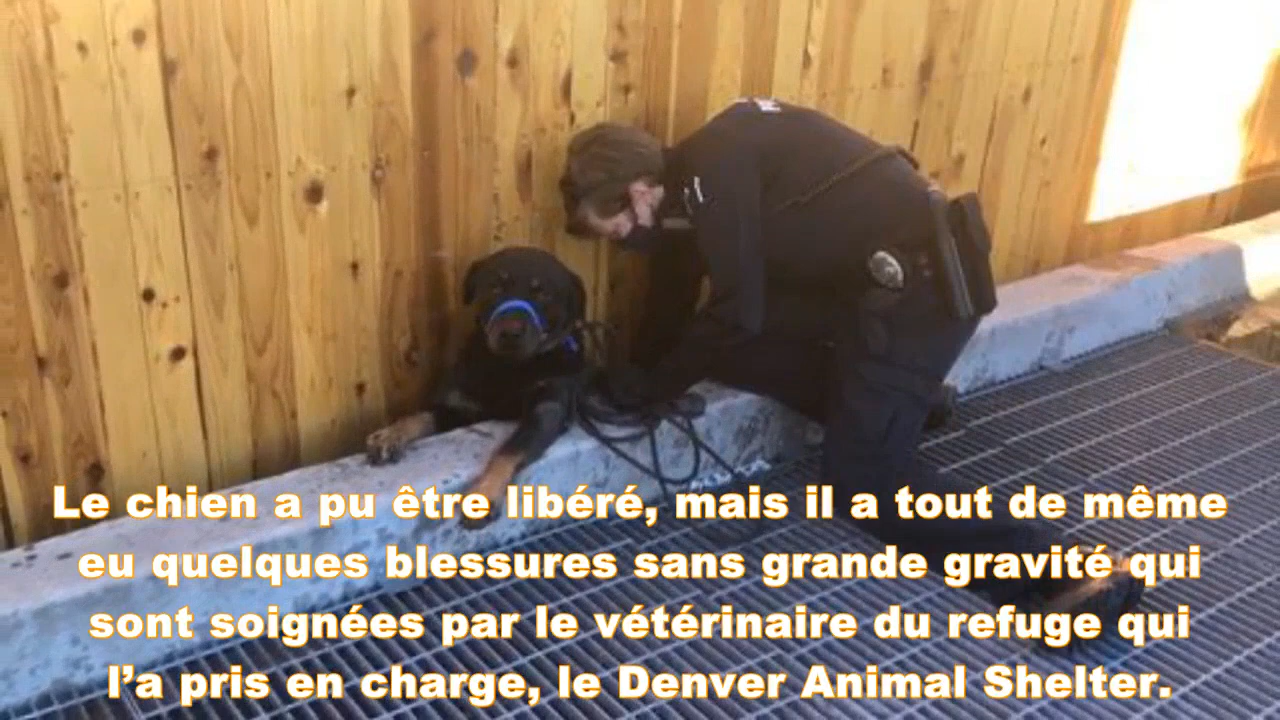 Le chien a pu être libéré, mais il a tout de même
eu quelques blessures sans grande gravité qui
sont soignées par le vétérinaire du refuge qui
l’a pris en charge, le Denver Animal Shelter.